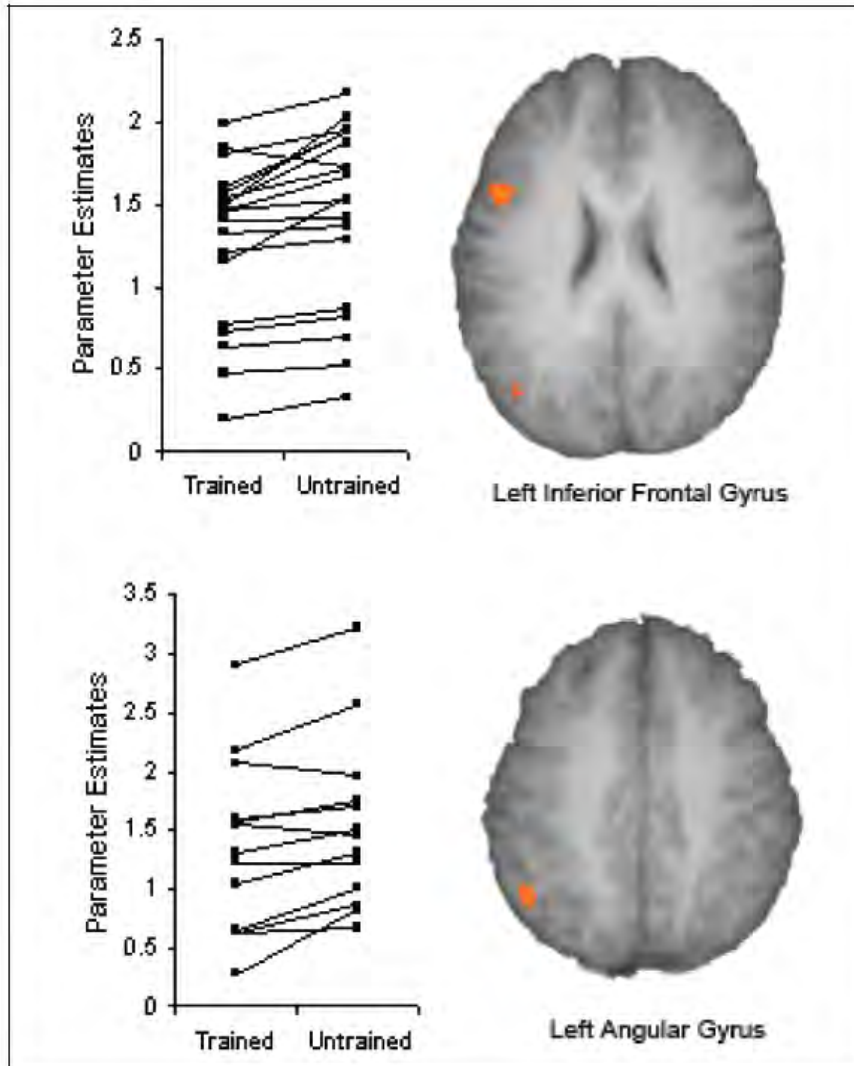 2.5
2
1.5
1
0.5
0
Parameter Estimates
Trained Untrained
Left Inferior Frontal Gyrus
3.5
3
2.5
2
1.5
1
0.5
0
Parameter Estimates
Trained Untrained
Left Angular Gyrus